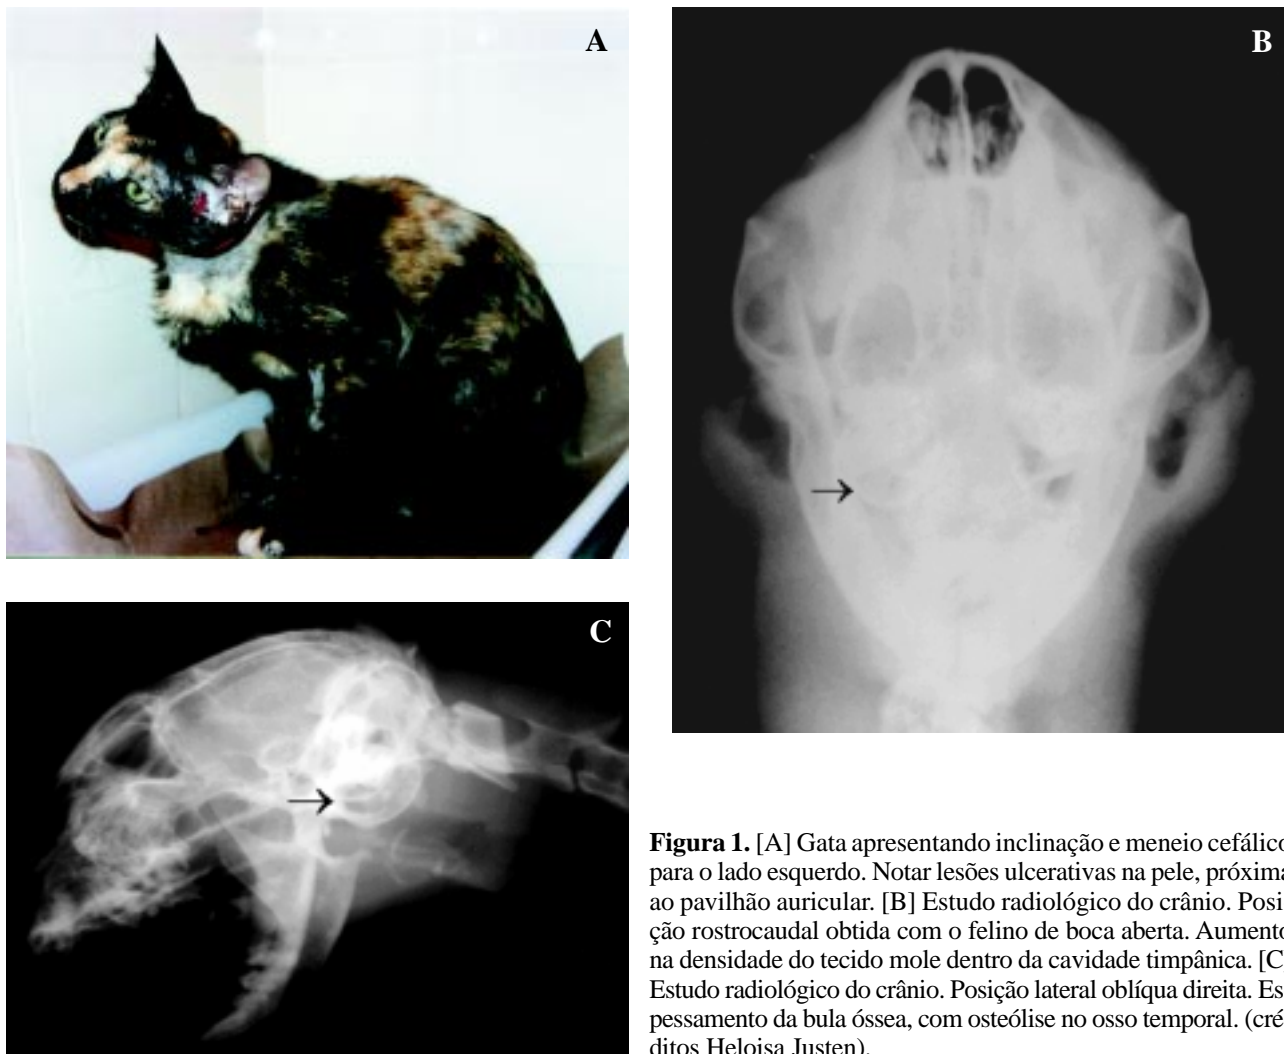 A
B
C
Figura 1. [A] Gata apresentando inclinação e meneio cefálico
para o lado esquerdo. Notar lesões ulcerativas na pele, próxima
ao pavilhão auricular. [B] Estudo radiológico do crânio. Posi
ção rostrocaudal obtida com o felino de boca aberta. Aumento
na densidade do tecido mole dentro da cavidade timpânica. [C
Estudo radiológico do crânio. Posição lateral oblíqua direita. Es
pessamento da bula óssea, com osteólise no osso temporal. (cré
ditos Heloisa Justen).